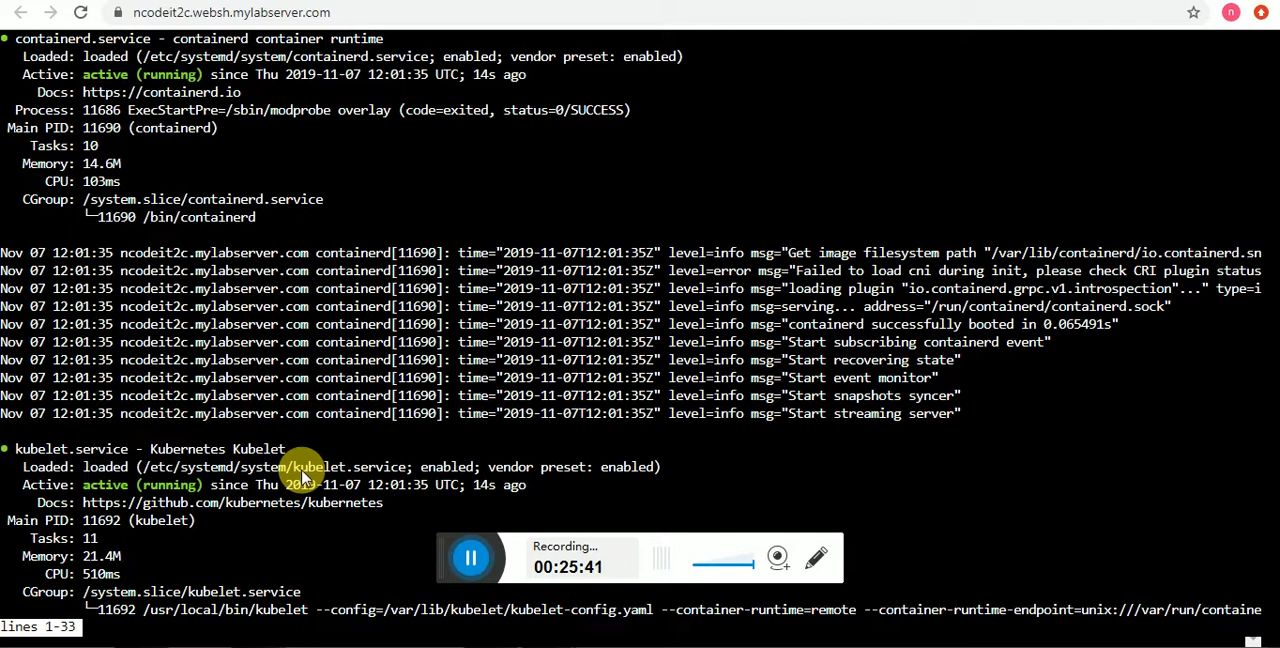 ncodeit2c.websh.mylabserver.com
n
● containerd.service - containerd container runtime
Loaded: loaded (/etc/systemd/system/containerd.service; enabled; vendor preset: enabled)
Active: active (running) since Thu 2019-11-07 12:01:35 UTC; 14s ago
Docs: https://containerd.io
Process: 11686 ExecStartPre=/sbin/modprobe overlay (code=exited, status=0/SUCCESS)
Main PID: 11690 (containerd)
Tasks: 10
Memory: 14.6M
CPU: 103ms
CGroup: /system.slice/containerd.service
└─11690 /bin/containerd
Nov 07 12:01:35 ncodeit2c.mylabserver.com containerd[11690]: time="2019-11-07T12:01:35Z" level=info msg="Get image filesystem path "/var/lib/containerd/io.containerd.sn
Nov 07 12:01:35 ncodeit2c.mylabserver.com containerd[11690]: time="2019-11-07T12:01:35Z" level=error msg="Failed to load cni during init, please check CRI plugin status
Nov 07 12:01:35 ncodeit2c.mylabserver.com containerd[11690]: time="2019-11-07T12:01:35Z" level=info msg="loading plugin "io.containerd.grpc.v1.introspection"..." type=i
Nov 07 12:01:35 ncodeit2c.mylabserver.com containerd[11690]: time="2019-11-07T12:01:35Z" level=info msg=serving... address="/run/containerd/containerd.sock"
Nov 07 12:01:35 ncodeit2c.mylabserver.com containerd[11690]: time="2019-11-07T12:01:35Z" level=info msg="containerd successfully booted in 0.065491s"
Nov 07 12:01:35 ncodeit2c.mylabserver.com containerd[11690]: time="2019-11-07T12:01:35Z" level=info msg="Start subscribing containerd event"
Nov 07 12:01:35 ncodeit2c.mylabserver.com containerd[11690]: time="2019-11-07T12:01:35Z" level=info msg="Start recovering state"
Nov 07 12:01:35 ncodeit2c.mylabserver.com containerd[11690]: time="2019-11-07T12:01:35Z" level=info msg="Start event monitor"
Nov 07 12:01:35 ncodeit2c.mylabserver.com containerd[11690]: time="2019-11-07T12:01:35Z" level=info msg="Start snapshots syncer"
Nov 07 12:01:35 ncodeit2c.mylabserver.com containerd[11690]: time="2019-11-07T12:01:35Z" level=info msg="Start streaming server"
● kubelet.service - Kubernetes Kubelet
Loaded: loaded (/etc/systemd/system/kubelet.service; enabled; vendor preset: enabled)
Active: active (running) since Thu 2019-11-07 12:01:35 UTC; 14s ago
Docs: https://github.com/kubernetes/kubernetes
Main PID: 11692 (kubelet)
Tasks: 11
Memory: 21.4M
CPU: 510ms
CGroup: /system.slice/kubelet.service
└─11692 /usr/local/bin/kubelet --config=/var/lib/kubelet/kubelet-config.yaml --container-runtime=remote --container-runtime-endpoint=unix:///var/run/containe
lines 1-33
Recording...
00:25:41